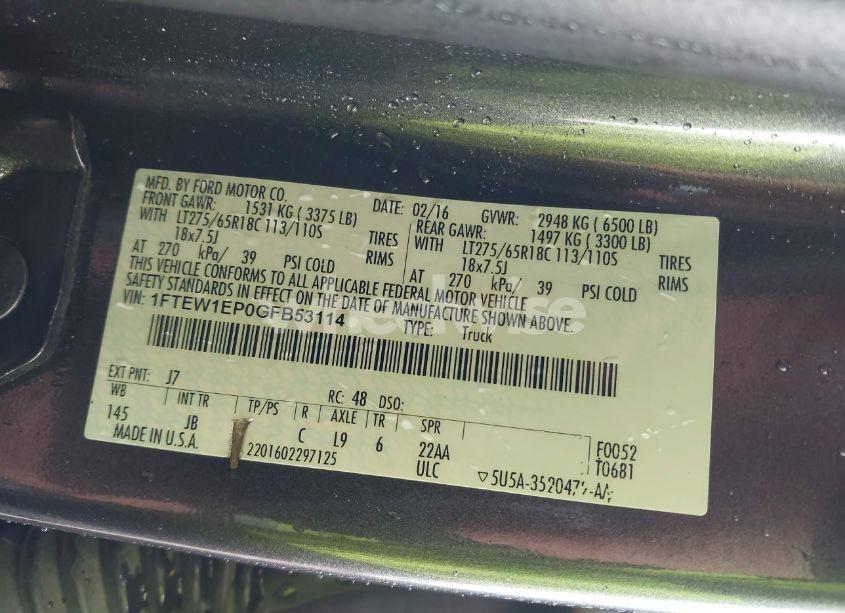 MFD. BY FORD MOTOR CO. DATE: 02/16 GVWR: 2948 KG ( 6500 LB)
FRONT GAWR: 1531 KG ( 3375 LB) REAR GAWR: 1497 KG ( 3300 LB)
WITH LT275/65R18C 113/110S TIRES WITH LT275/65R18C 113/110S TIRES
18x7.5J RIMS 18x7.5J RIMS
AT 270 kPa/ 39 PSI COLD AT 270 kPa/ 39 PSI COLD
THIS VEHICLE CONFORMS TO ALL APPLICABLE FEDERAL MOTOR VEHICLE
SAFETY STANDARDS IN EFFECT ON THE DATE OF MANUFACTURE SHOWN ABOVE.
VIN: 1FTEW1EP0GFB53114 TYPE: Truck
wheelwise
EXT PNT: J7 RC: 48 DSO:
WB INT TR TP/PS R AXLE TR SPR
145 JB C L9 6 22AA F0052
MADE IN U.S.A. 2201602297125 ULC T0681
▽5U5A-3520472-AA